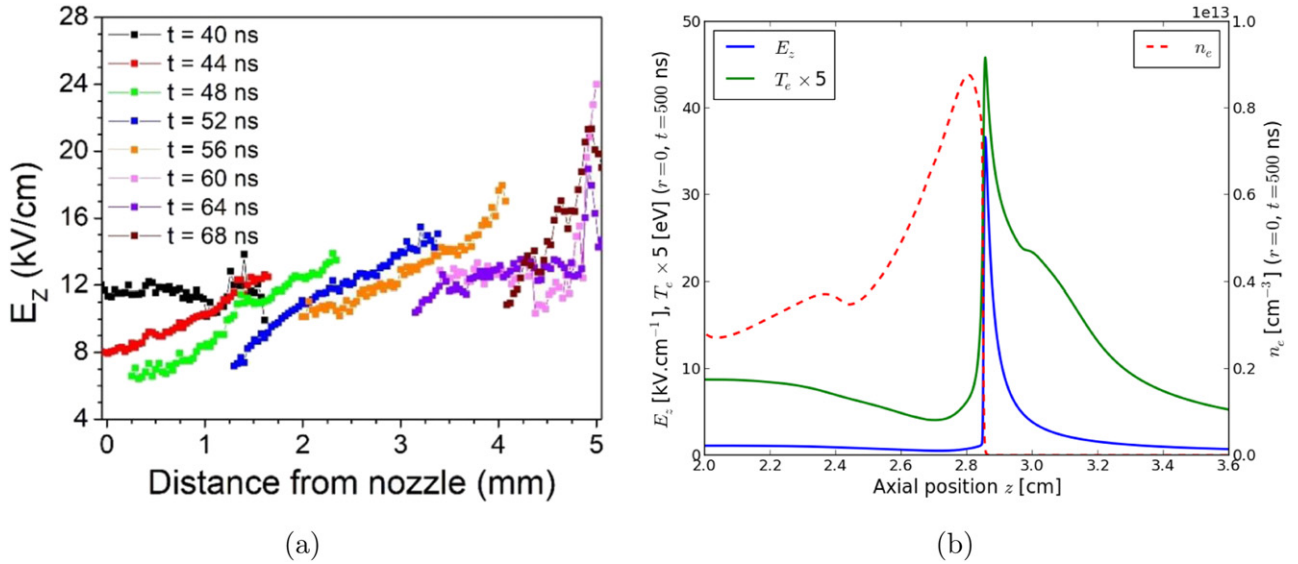 28
24
20
16
12
8
4
E_z (kV/cm)
t = 40 ns
t = 44 ns
t = 48 ns
t = 52 ns
t = 56 ns
t = 60 ns
t = 64 ns
t = 68 ns
0 1 2 3 4 5
Distance from nozzle (mm)
(a)
1e13
50
40
30
20
10
0
E_z [kV.cm^{-1}], T_e × 5 [eV] (r=0, t=500 ns)
E_z
T_e × 5
n_e
1.0
0.8
0.6
0.4
0.2
0.0
n_e [cm^{-3}] (r=0, t=500 ns)
2.0 2.2 2.4 2.6 2.8 3.0 3.2 3.4 3.6
Axial position z [cm]
(b)